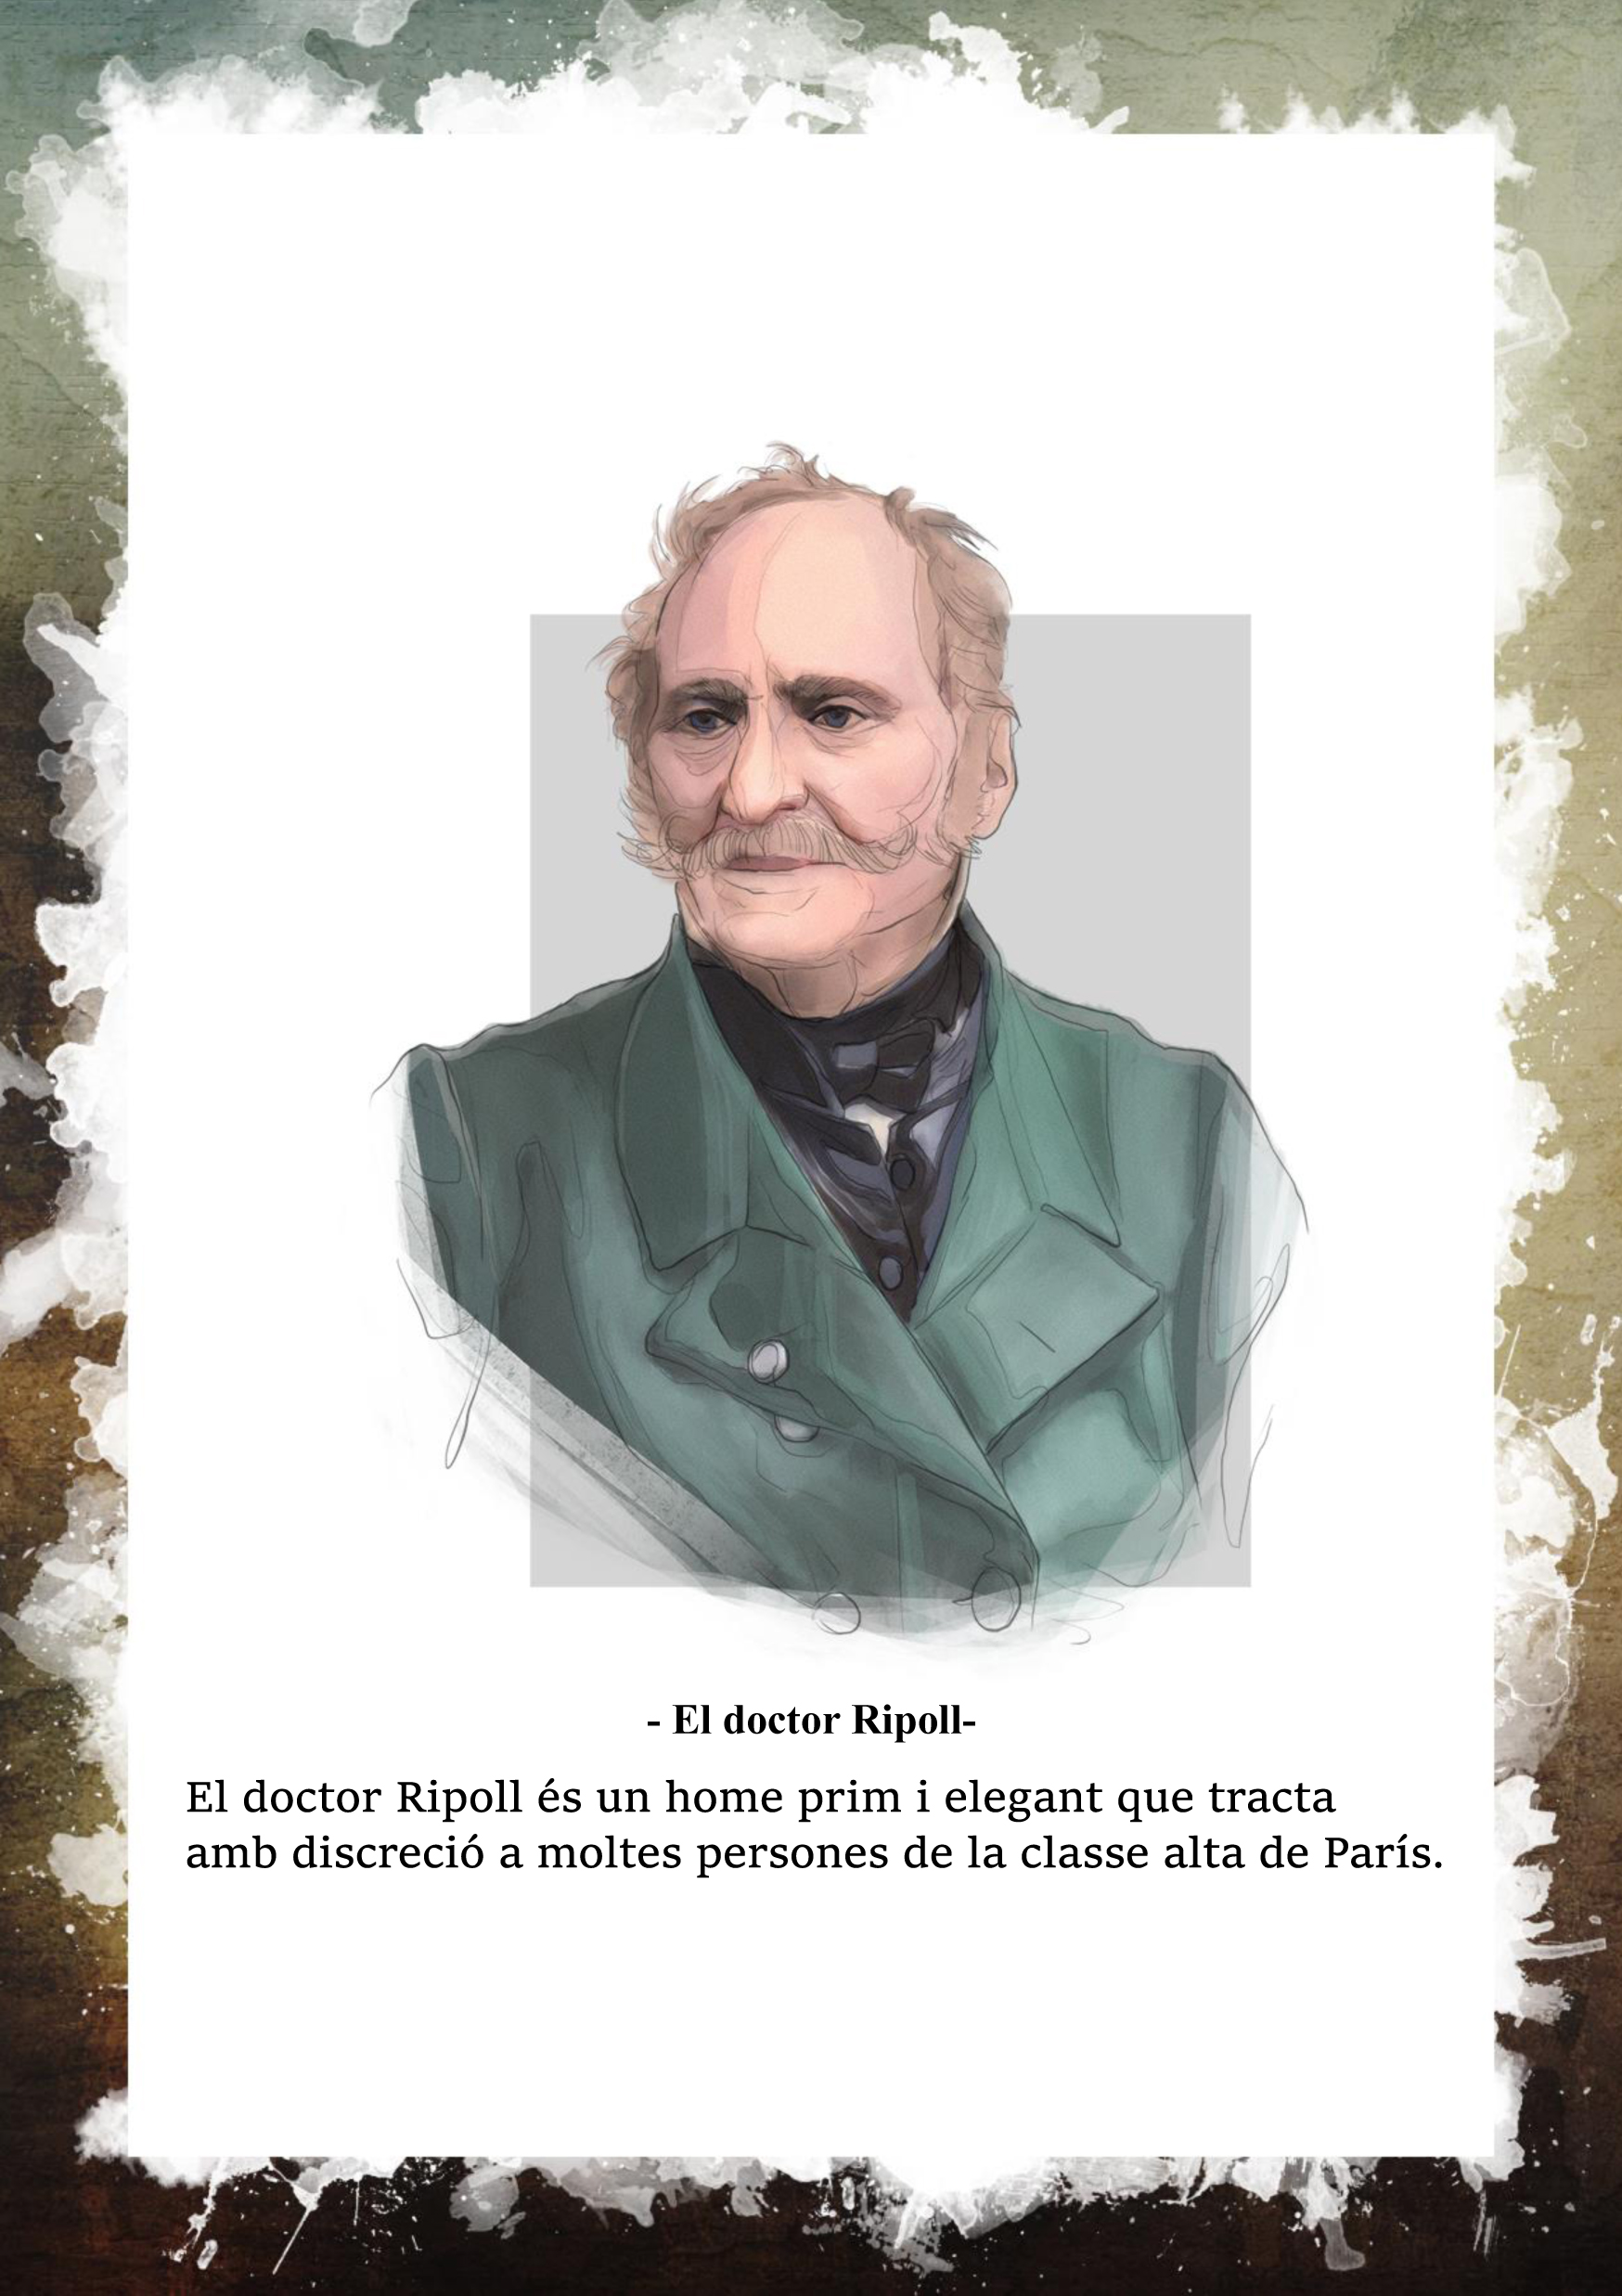 - El doctor Ripoll-
El doctor Ripoll és un home prim i elegant que tracta
amb discreció a moltes persones de la classe alta de París.